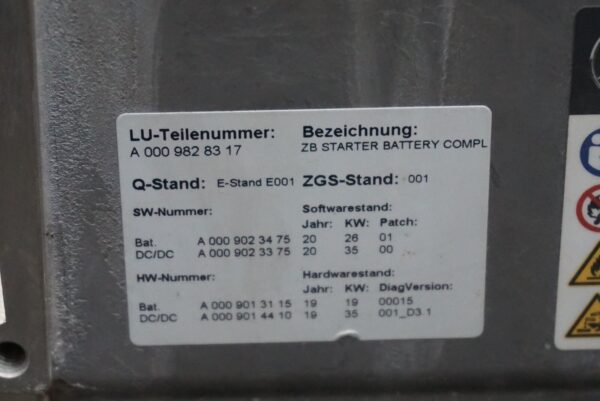 LU-Teilenummer: Bezeichnung:
A 000 982 83 17 ZB STARTER BATTERY COMPL
Q-Stand: E-Stand E001 ZGS-Stand: 001
SW-Nummer: Softwarestand:
Jahr: KW: Patch:
Bat. A 000 902 34 75 20 26 01
DC/DC A 000 902 33 75 20 35 00
HW-Nummer: Hardwarestand:
Jahr: KW: DiagVersion:
Bat. A 000 901 31 15 19 19 00015
DC/DC A 000 901 44 10 19 35 001_D3.1